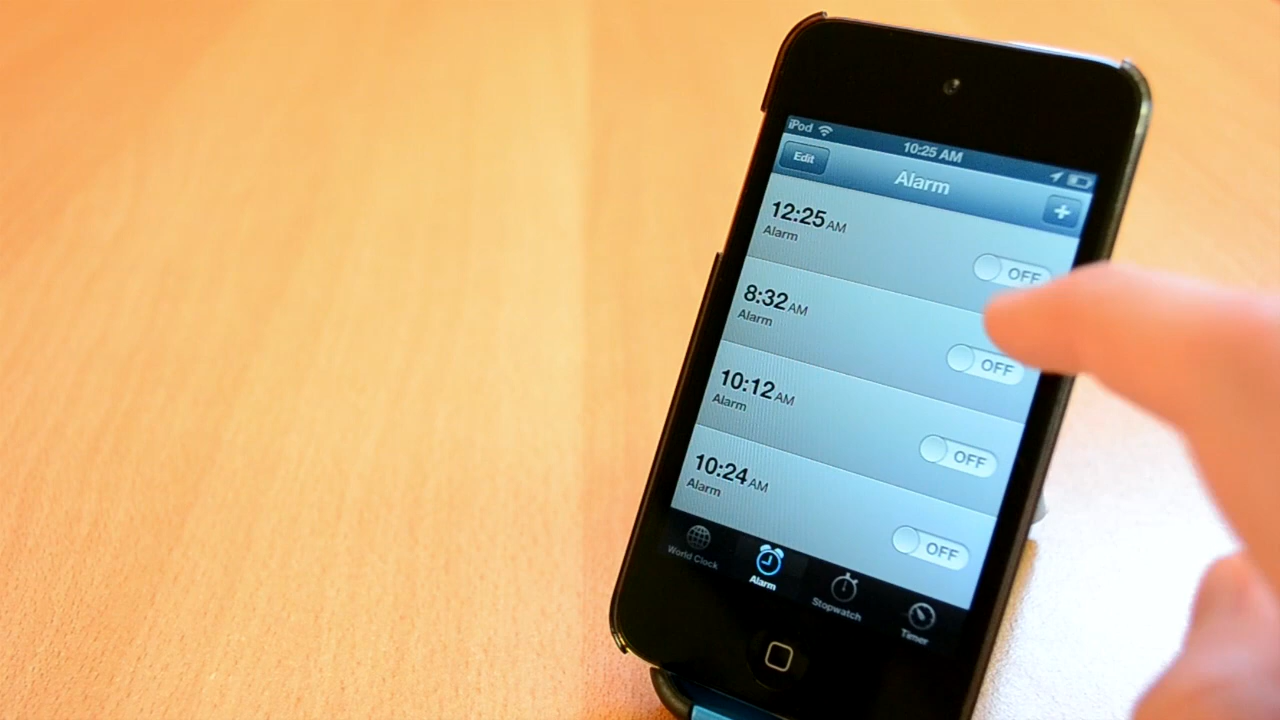 iPod 10:25 AM
Edit Alarm +
12:25 AM
Alarm
OFF
8:32 AM
Alarm
OFF
10:12 AM
Alarm
OFF
10:24 AM
Alarm
OFF
World Clock Alarm Stopwatch Timer